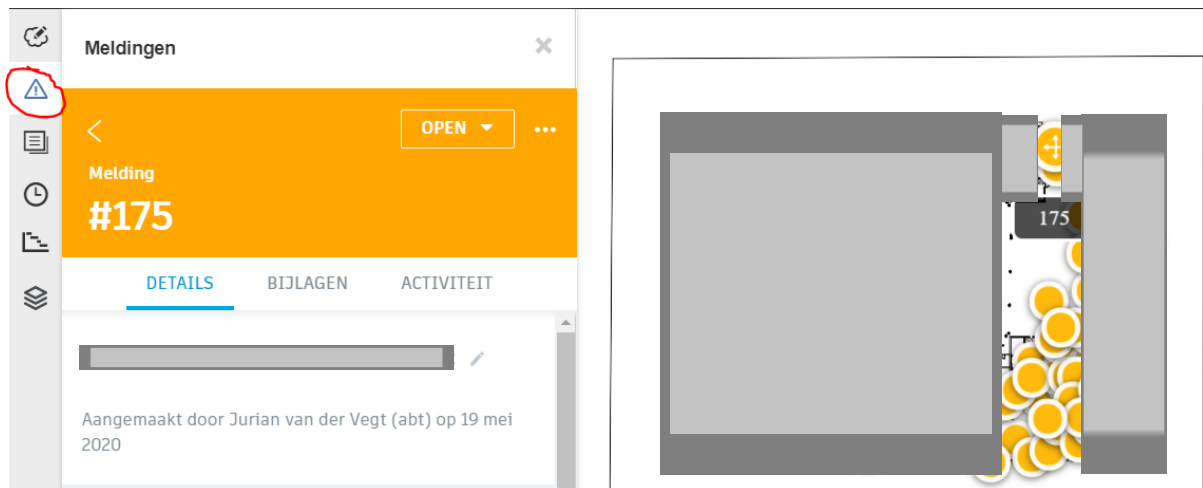 Meldingen
OPEN
Melding
#175
DETAILS BIJLAGEN ACTIVITEIT
Aangemaakt door Jurian van der Vegt (abt) op 19 mei
2020
175